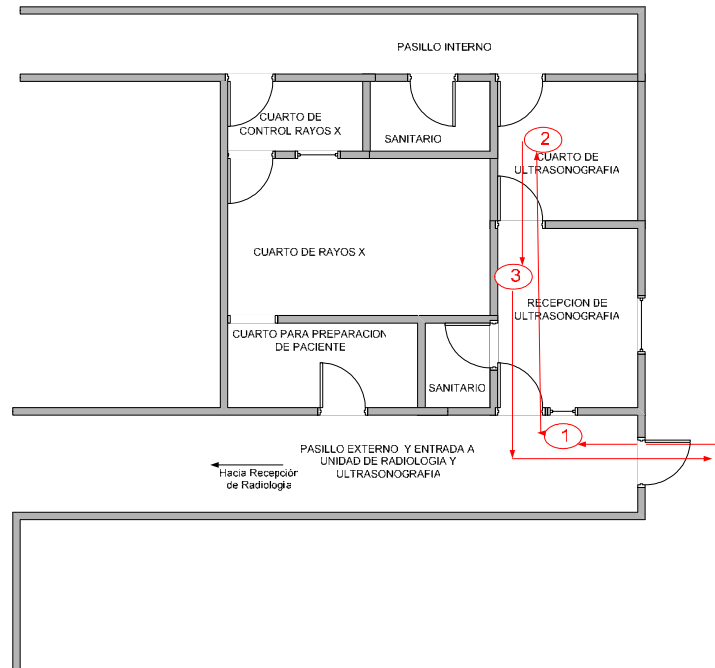 PASILLO INTERNO
CUARTO DE
CONTROL RAYOS X
SANITARIO
2
CUARTO DE
ULTRASONOGRAFIA
CUARTO DE RAYOS X
3
RECEPCION DE
ULTRASONOGRAFIA
CUARTO PARA PREPARACION
DE PACIENTE
SANITARIO
1
PASILLO EXTERNO Y ENTRADA A
UNIDAD DE RADIOLOGIA Y
ULTRASONOGRAFIA
Hacia Recepción
de Radiologia